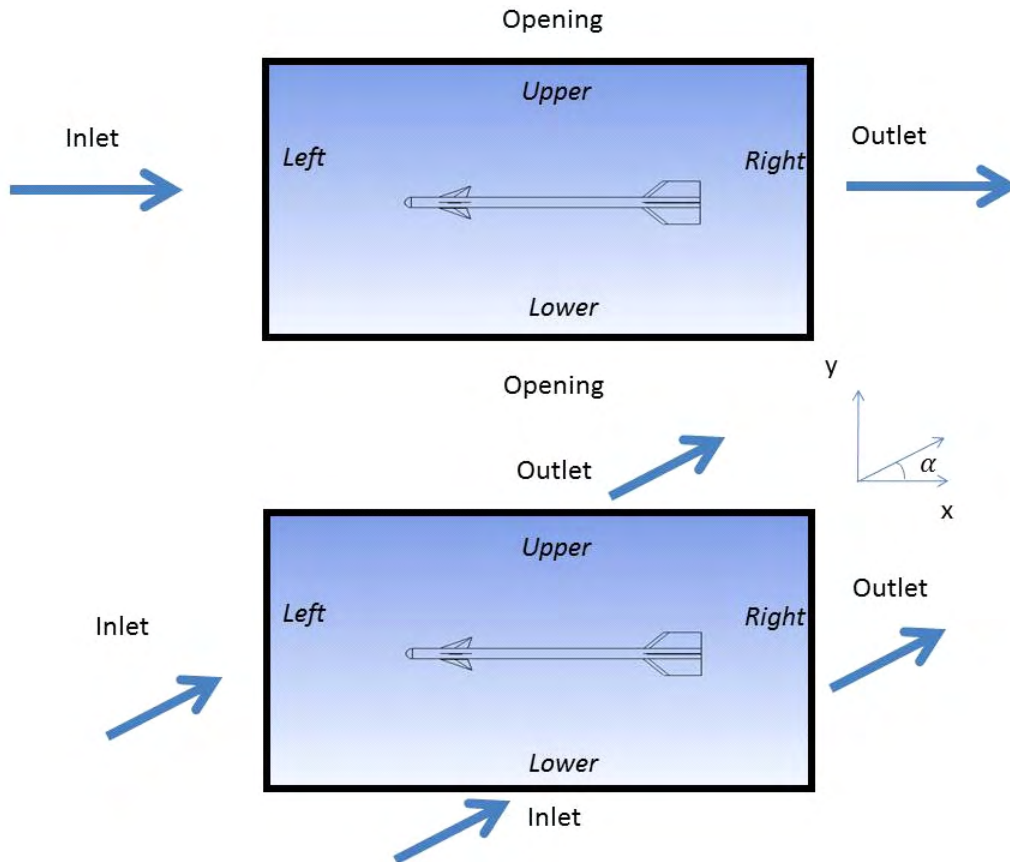 Opening
Upper
Inlet
Outlet
Left
Right
Lower
y
Opening
Outlet
α
x
Upper
Outlet
Left
Right
Inlet
Lower
Inlet